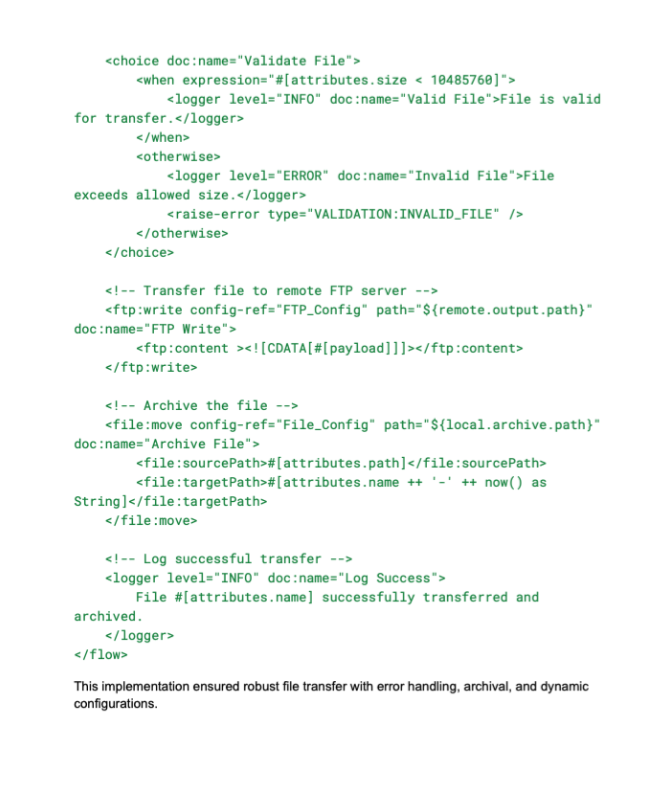 <choice doc:name="Validate File">
<when expression="#[attributes.size < 10485760]">
<logger level="INFO" doc:name="Valid File">File is valid
for transfer.</logger>
</when>
<otherwise>
<logger level="ERROR" doc:name="Invalid File">File
exceeds allowed size.</logger>
<raise-error type="VALIDATION:INVALID_FILE" />
</otherwise>
</choice>
<!-- Transfer file to remote FTP server -->
<ftp:write config-ref="FTP_Config" path="${remote.output.path}"
doc:name="FTP Write">
<ftp:content ><![CDATA[#[payload]]]></ftp:content>
</ftp:write>
<!-- Archive the file -->
<file:move config-ref="File_Config" path="${local.archive.path}"
doc:name="Archive File">
<file:sourcePath>#[attributes.path]</file:sourcePath>
<file:targetPath>#[attributes.name ++ '-' ++ now() as
String]</file:targetPath>
</file:move>
<!-- Log successful transfer -->
<logger level="INFO" doc:name="Log Success">
File #[attributes.name] successfully transferred and
archived.
</logger>
</flow>
This implementation ensured robust file transfer with error handling, archival, and dynamic
configurations.